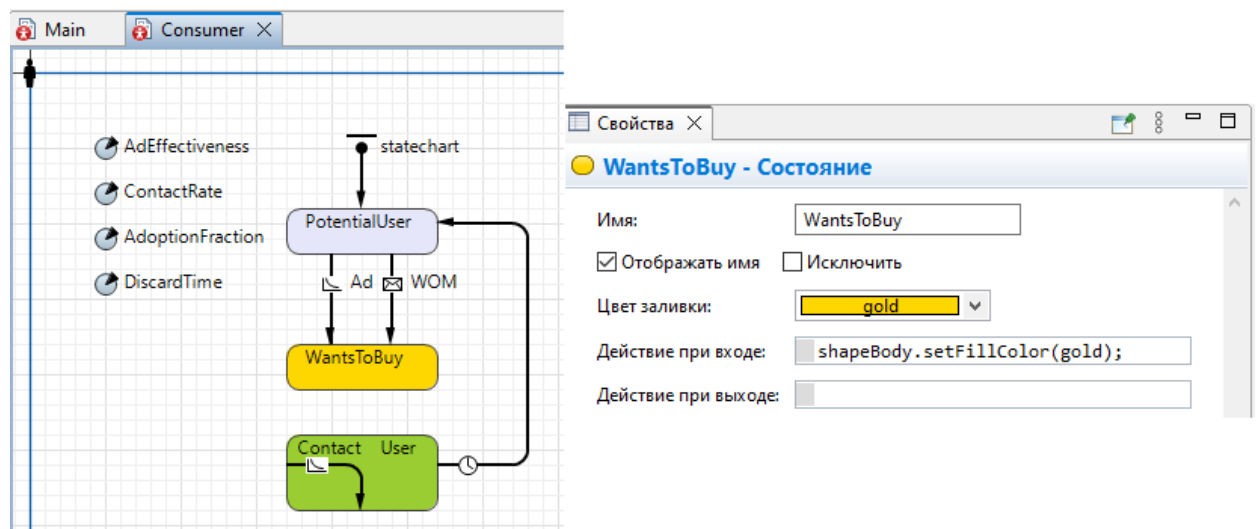 Main
Consumer
AdEffectiveness
statechart
ContactRate
PotentialUser
AdoptionFraction
DiscardTime
Ad
WOM
WantsToBuy
Contact
User
Свойства
WantsToBuy - Состояние
Имя:
WantsToBuy
Отображать имя
Исключить
Цвет заливки:
gold
Действие при входе:
shapeBody.setFillColor(gold);
Действие при выходе: